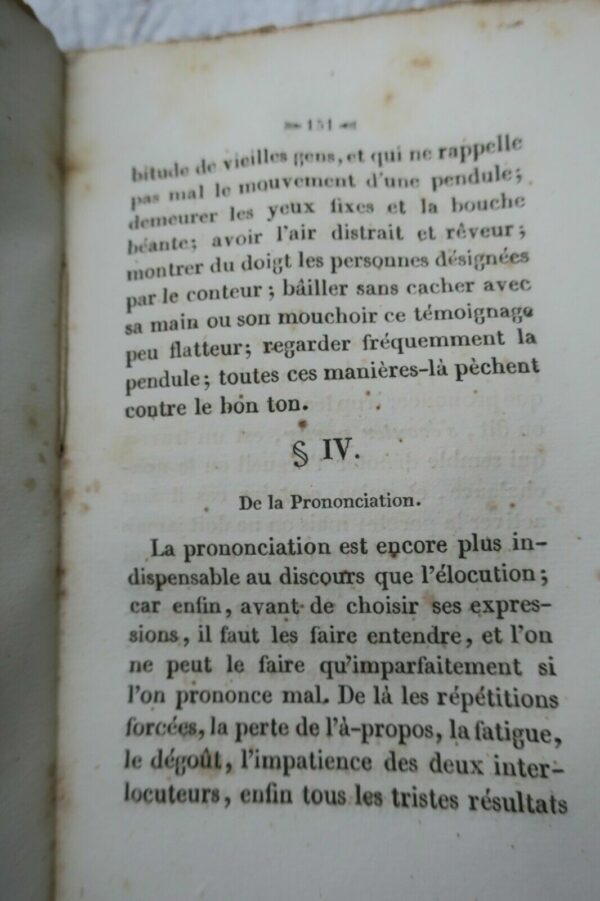 151
bitude de vieilles gens, et qui ne rappelle
pas mal le mouvement d'une pendule;
demeurer les yeux fixes et la bouche
béante; avoir l'air distrait et rêveur;
montrer du doigt les personnes désignées
par le conteur; bâiller sans cacher avec
sa main ou son mouchoir ce témoignage
peu flatteur; regarder fréquemment la
pendule; toutes ces manières-là pèchent
contre le bon ton.
§ IV.
De la Prononciation.
La prononciation est encore plus in-
dispensable au discours que l'élocution;
car enfin, avant de choisir ses expres-
sions, il faut les faire entendre, et l'on
ne peut le faire qu'imparfaitement si
l'on prononce mal. De là les répétitions
forcées, la perte de l'à-propos, la fatigue,
le dégoût, l'impatience des deux inter-
locuteurs, enfin tous les tristes résultats